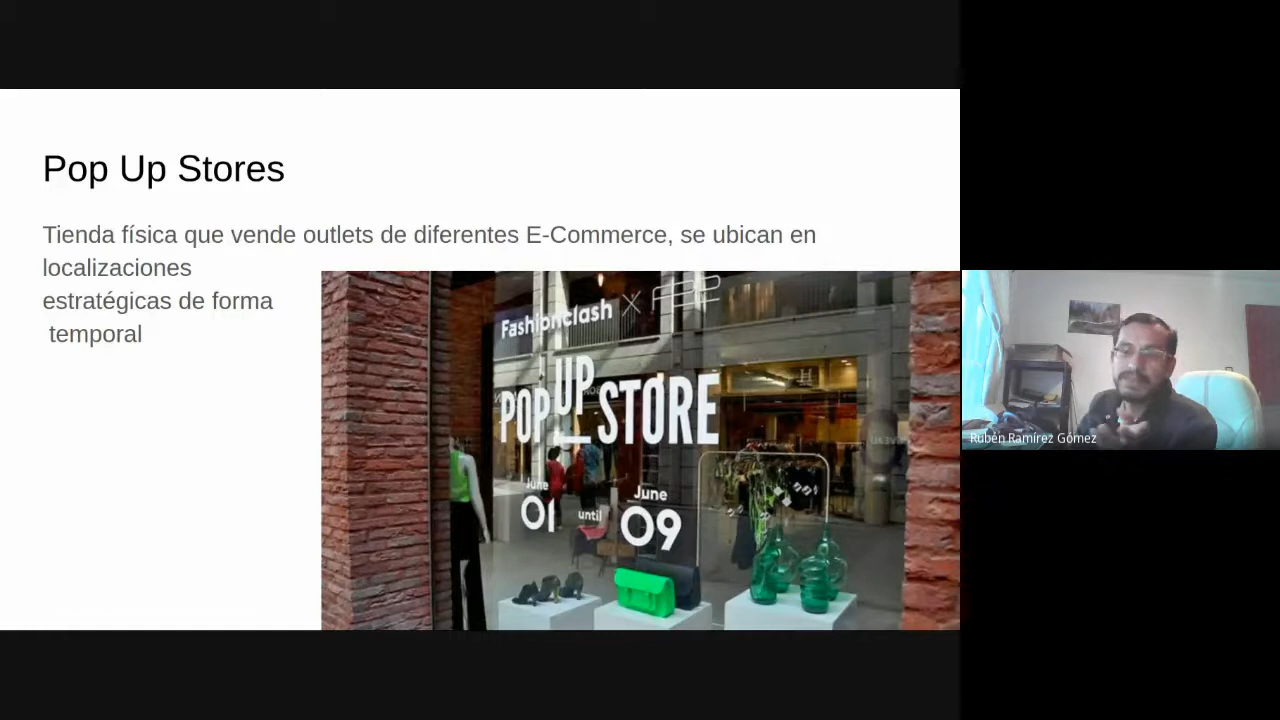 Pop Up Stores
Tienda física que vende outlets de diferentes E-Commerce, se ubican en
localizaciones
estratégicas de forma
temporal
Fashionclash X
POP UP STORE
June
01 until
June
09
H
Rubén Ramírez Gómez